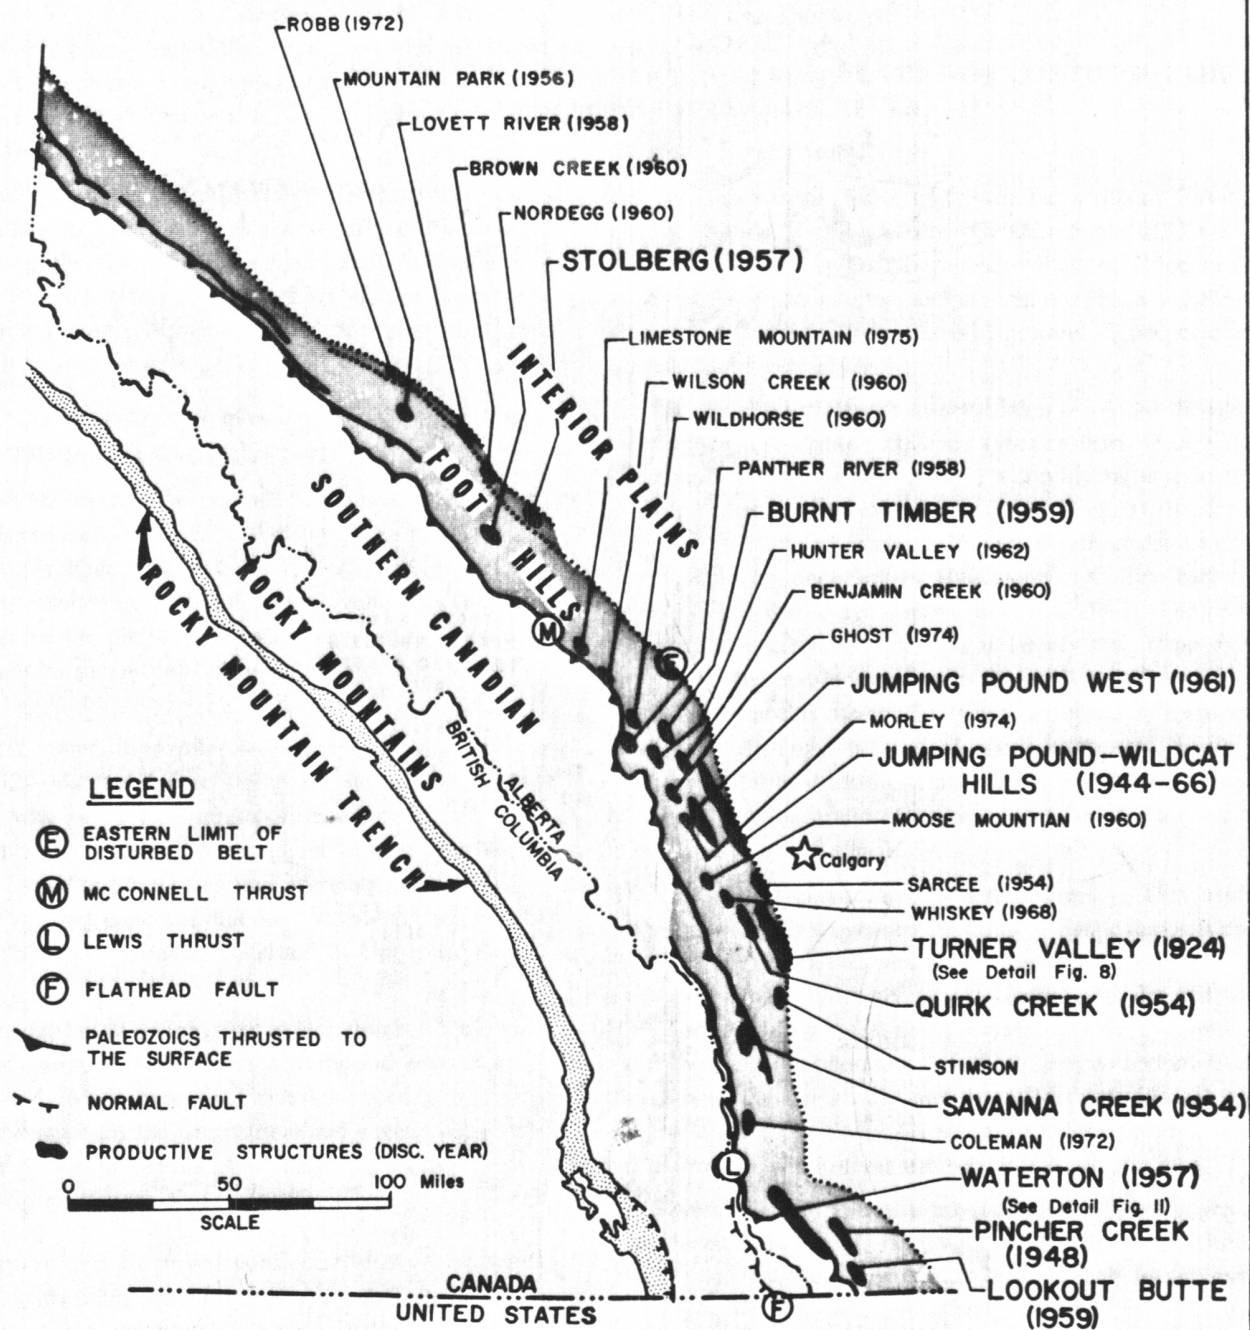 ROBB (1972)
MOUNTAIN PARK (1956)
LOVETT RIVER (1958)
BROWN CREEK (1960)
NORDEGG (1960)
STOLBERG (1957)
INTERIOR PLAINS
LIMESTONE MOUNTAIN (1975)
WILSON CREEK (1960)
WILDHORSE (1960)
PANTHER RIVER (1958)
BURNT TIMBER (1959)
HUNTER VALLEY (1962)
BENJAMIN CREEK (1960)
GHOST (1974)
JUMPING POUND WEST (1961)
MORLEY (1974)
JUMPING POUND-WILDCAT
HILLS (1944-66)
MOOSE MOUNTIAN (1960)
Calgary
SARCEE (1954)
WHISKEY (1968)
TURNER VALLEY (1924)
(See Detail Fig. 8)
QUIRK CREEK (1954)
STIMSON
SAVANNA CREEK (1954)
COLEMAN (1972)
WATERTON (1957)
(See Detail Fig. 11)
PINCHER CREEK
(1948)
LOOKOUT BUTTE
(1959)
FOOT HILLS
SOUTHERN CANADIAN
ROCKY MOUNTAINS
ROCKY MOUNTAIN TRENCH
M
E
L
F
ALBERTA
BRITISH COLUMBIA
LEGEND
E EASTERN LIMIT OF
DISTURBED BELT
M MC CONNELL THRUST
L LEWIS THRUST
F FLATHEAD FAULT
PALEOZOICS THRUSTED TO
THE SURFACE
NORMAL FAULT
PRODUCTIVE STRUCTURES (DISC. YEAR)
0 50 100 Miles
SCALE
CANADA
UNITED STATES